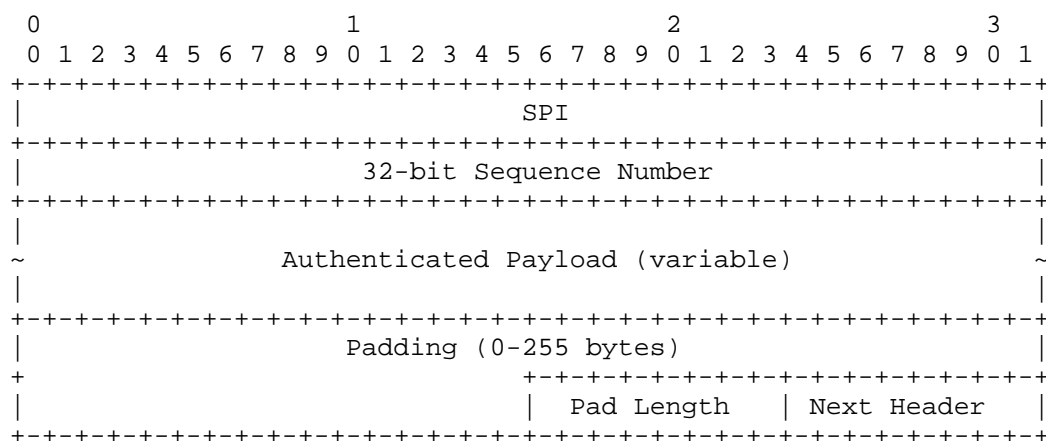 0                   1                   2                   3
 0 1 2 3 4 5 6 7 8 9 0 1 2 3 4 5 6 7 8 9 0 1 2 3 4 5 6 7 8 9 0 1
+-+-+-+-+-+-+-+-+-+-+-+-+-+-+-+-+-+-+-+-+-+-+-+-+-+-+-+-+-+-+-+-+
|                               SPI                             |
+-+-+-+-+-+-+-+-+-+-+-+-+-+-+-+-+-+-+-+-+-+-+-+-+-+-+-+-+-+-+-+-+
|                     32-bit Sequence Number                    |
+-+-+-+-+-+-+-+-+-+-+-+-+-+-+-+-+-+-+-+-+-+-+-+-+-+-+-+-+-+-+-+-+
|                                                               |
~                Authenticated Payload (variable)               ~
|                                                               |
+-+-+-+-+-+-+-+-+-+-+-+-+-+-+-+-+-+-+-+-+-+-+-+-+-+-+-+-+-+-+-+-+
|                    Padding (0-255 bytes)                      |
+                               +-+-+-+-+-+-+-+-+-+-+-+-+-+-+-+-+
|                               |  Pad Length   | Next Header   |
+-+-+-+-+-+-+-+-+-+-+-+-+-+-+-+-+-+-+-+-+-+-+-+-+-+-+-+-+-+-+-+-+